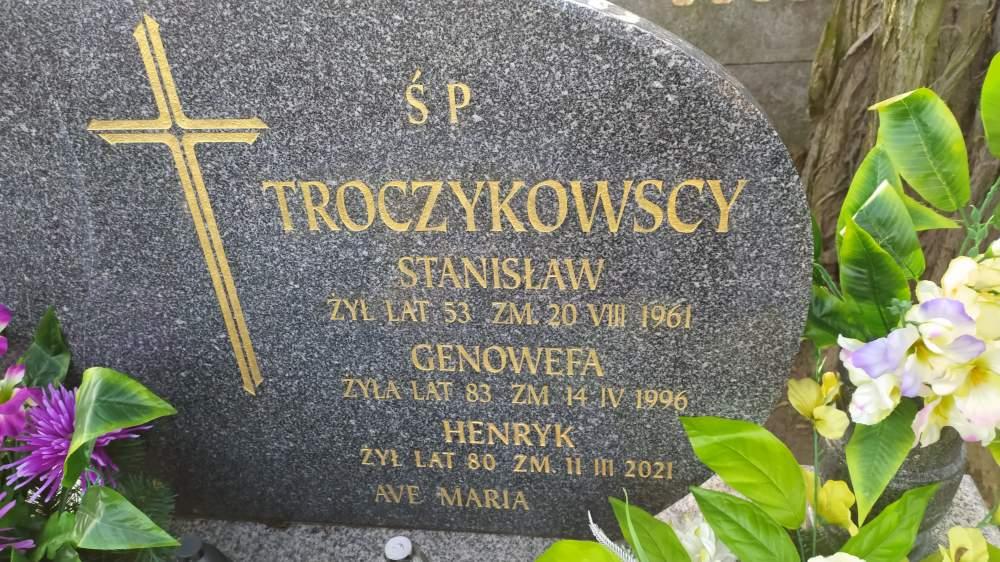 Ś P
TROCZYKOWSCY
STANISŁAW
ŻYŁ LAT 53 ZM. 20 VIII 1961
GENOWEFA
ŻYŁA LAT 83 ZM 14 IV 1996
HENRYK
ŻYŁ LAT 80 ZM. 11 III 2021
AVE MARIA